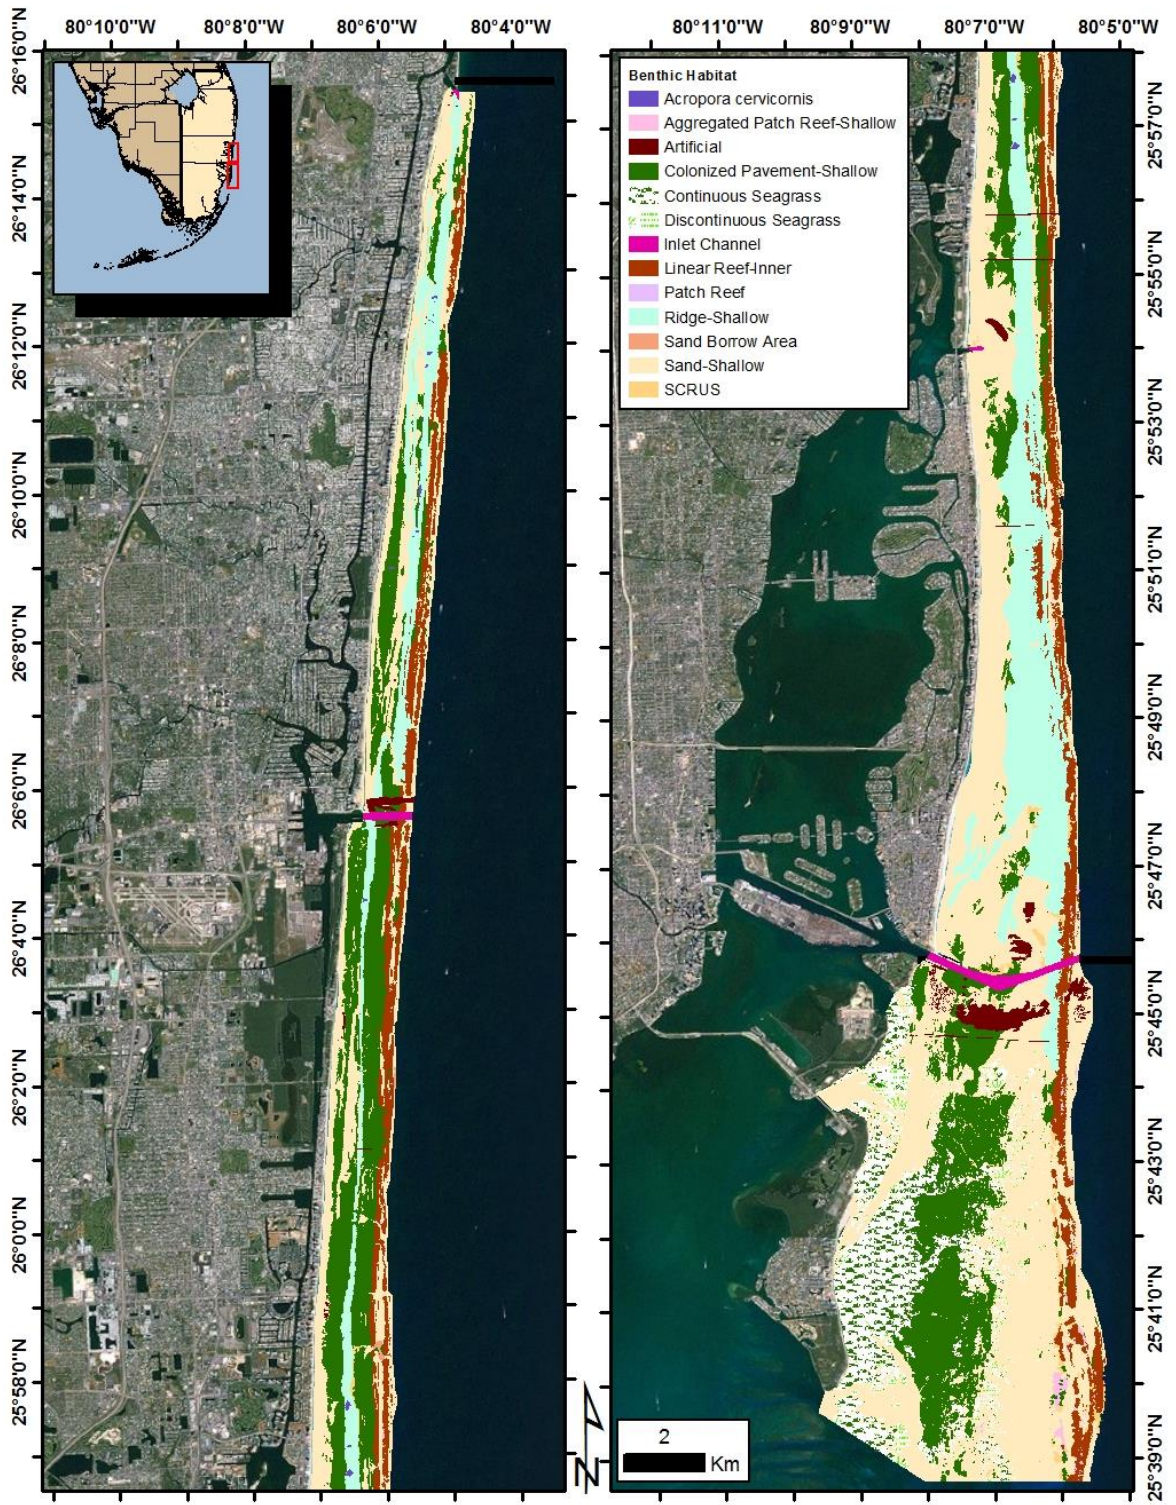 80°10'0"W 80°8'0"W 80°6'0"W 80°4'0"W
80°11'0"W 80°9'0"W 80°7'0"W 80°5'0"W
26°16'0"N
26°14'0"N
26°12'0"N
26°10'0"N
26°8'0"N
26°6'0"N
26°4'0"N
26°2'0"N
26°0'0"N
25°58'0"N
Benthic Habitat
Acropora cervicornis
Aggregated Patch Reef-Shallow
Artificial
Colonized Pavement-Shallow
Continuous Seagrass
Discontinuous Seagrass
Inlet Channel
Linear Reef-Inner
Patch Reef
Ridge-Shallow
Sand Borrow Area
Sand-Shallow
SCRUS
25°57'0"N
25°55'0"N
25°53'0"N
25°51'0"N
25°49'0"N
25°47'0"N
25°45'0"N
25°43'0"N
25°41'0"N
25°39'0"N
N
2
Km